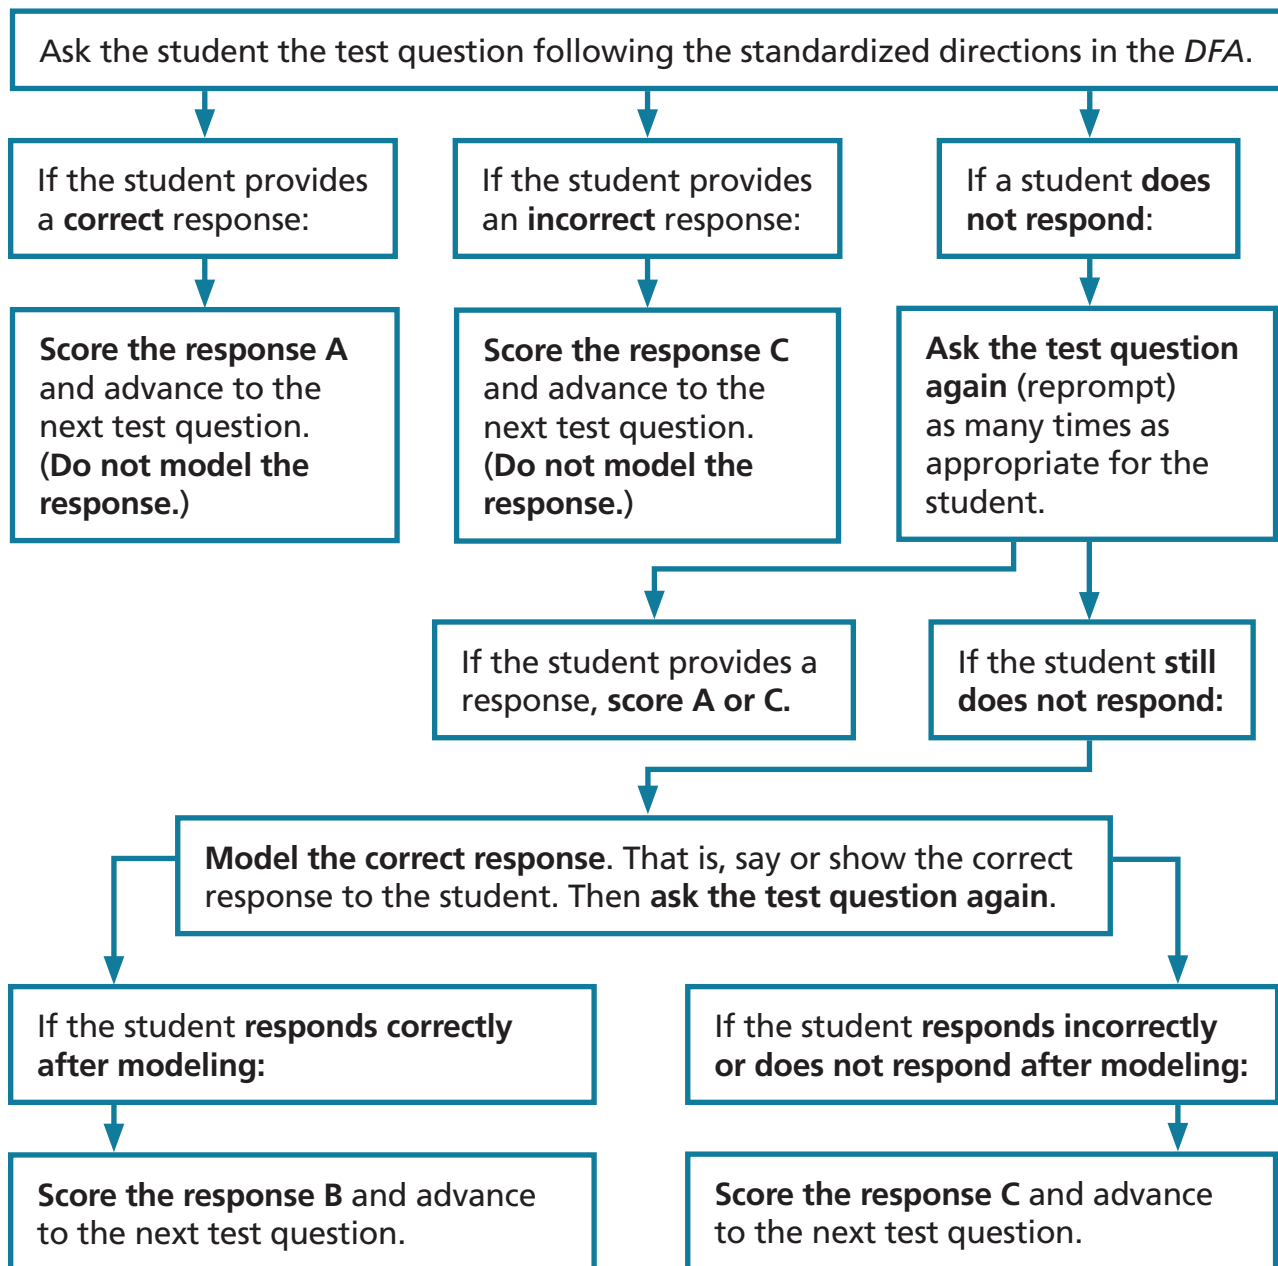 Ask the student the test question following the standardized directions in the DFA.
If the student provides
a correct response:
If the student provides
an incorrect response:
If a student does
not respond:
Score the response A
and advance to the
next test question.
(Do not model the
response.)
Score the response C
and advance to the
next test question.
(Do not model the
response.)
Ask the test question
again (reprompt)
as many times as
appropriate for the
student.
If the student provides a
response, score A or C.
If the student still
does not respond:
Model the correct response. That is, say or show the correct
response to the student. Then ask the test question again.
If the student responds correctly
after modeling:
If the student responds incorrectly
or does not respond after modeling:
Score the response B and advance
to the next test question.
Score the response C and advance
to the next test question.